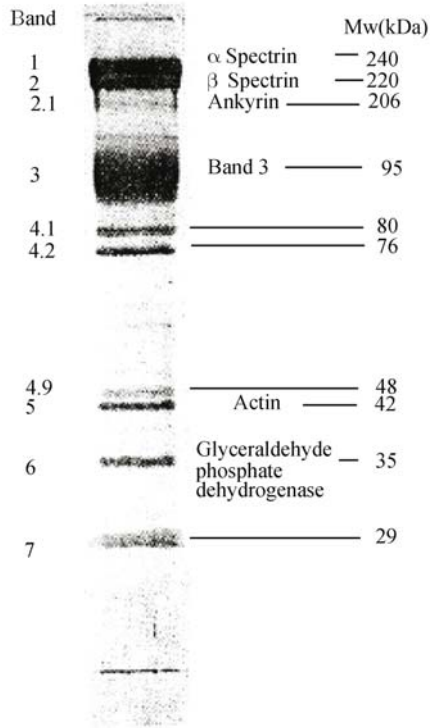 Band Mw(kDa)
1 α Spectrin 240
2 β Spectrin 220
2.1 Ankyrin 206
3 Band 3 95
4.1 80
4.2 76
4.9 48
5 Actin 42
6 Glyceraldehyde phosphate dehydrogenase 35
7 29